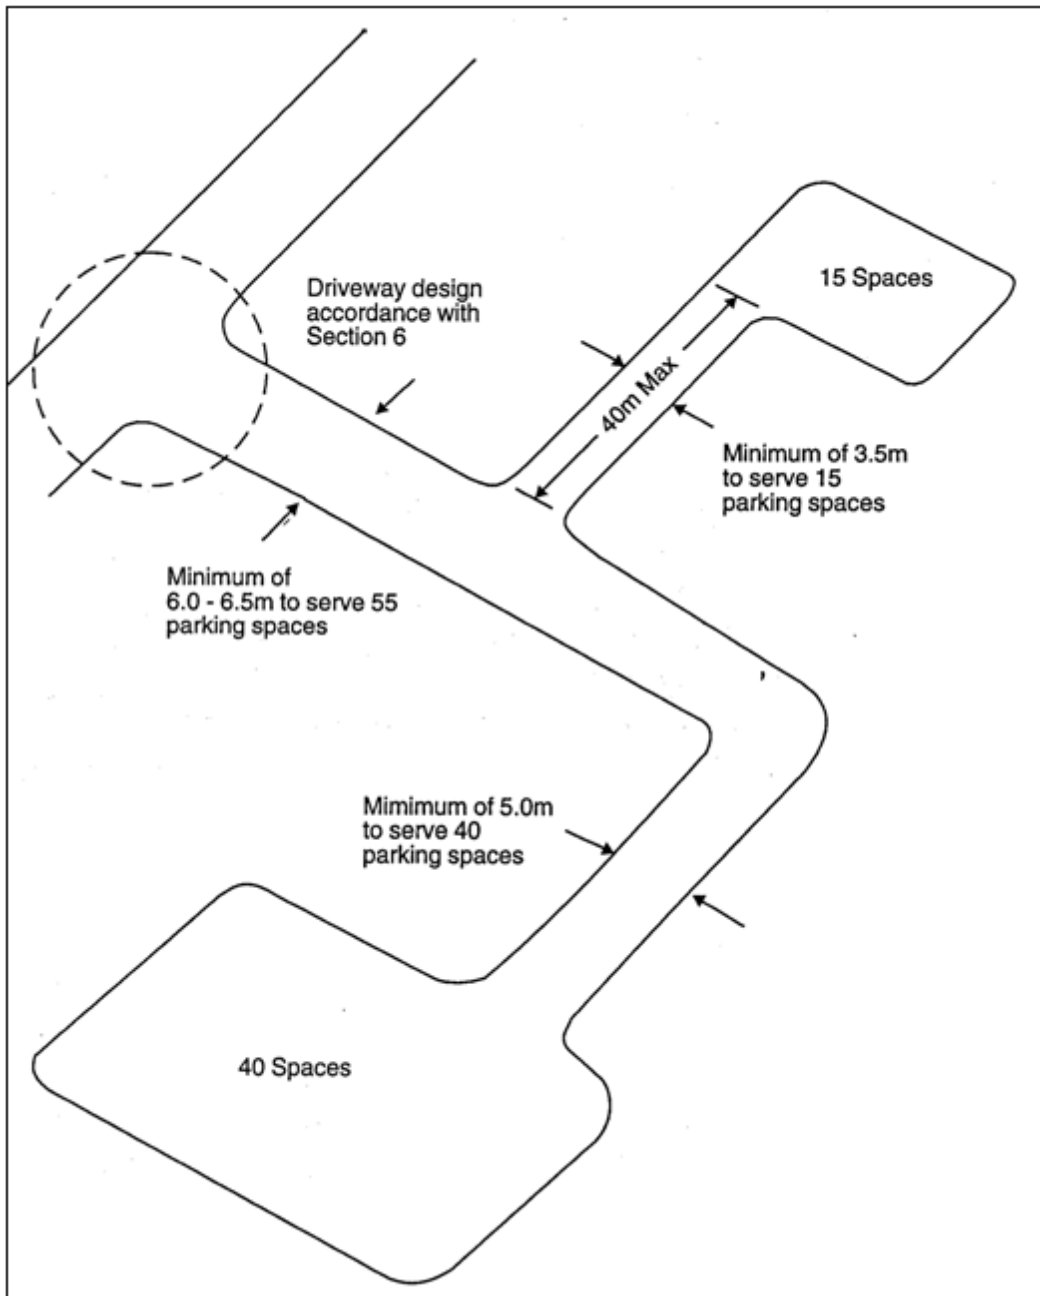 15 Spaces
Driveway design
accordance with
Section 6
40m Max
Minimum of 3.5m
to serve 15
parking spaces
Minimum of
6.0 - 6.5m to serve 55
parking spaces
Mimimum of 5.0m
to serve 40
parking spaces
40 Spaces